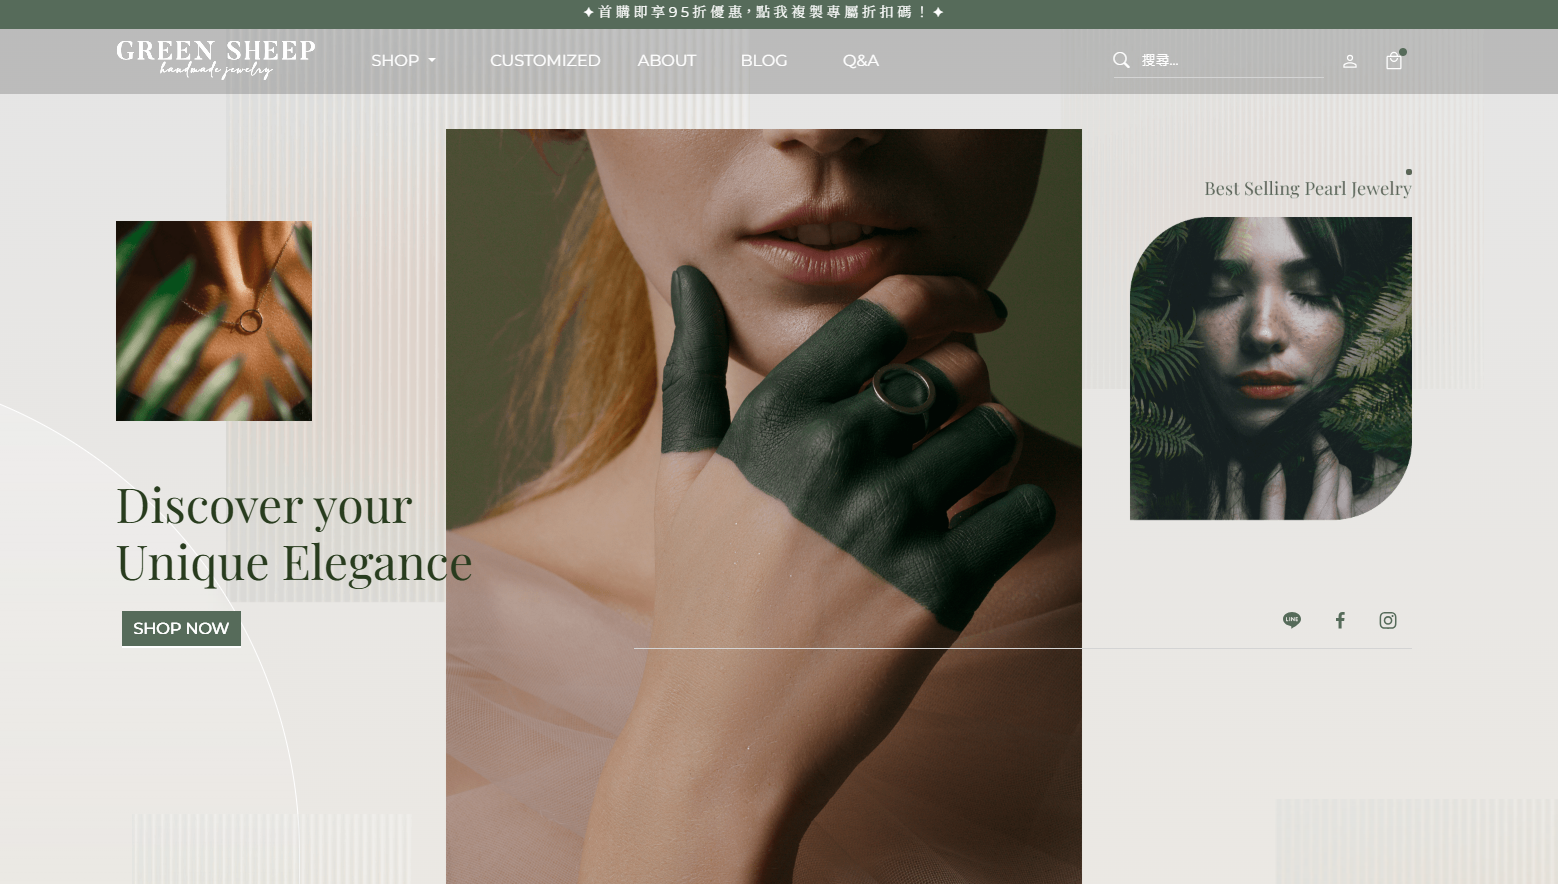 ✦首購即享95折優惠，點我複製專屬折扣碼！✦
GREEN SHEEP
handmade jewelry
SHOP
CUSTOMIZED
ABOUT
BLOG
Q&A
搜尋...
Best Selling Pearl Jewelry
Discover your
Unique Elegance
SHOP NOW
LINE